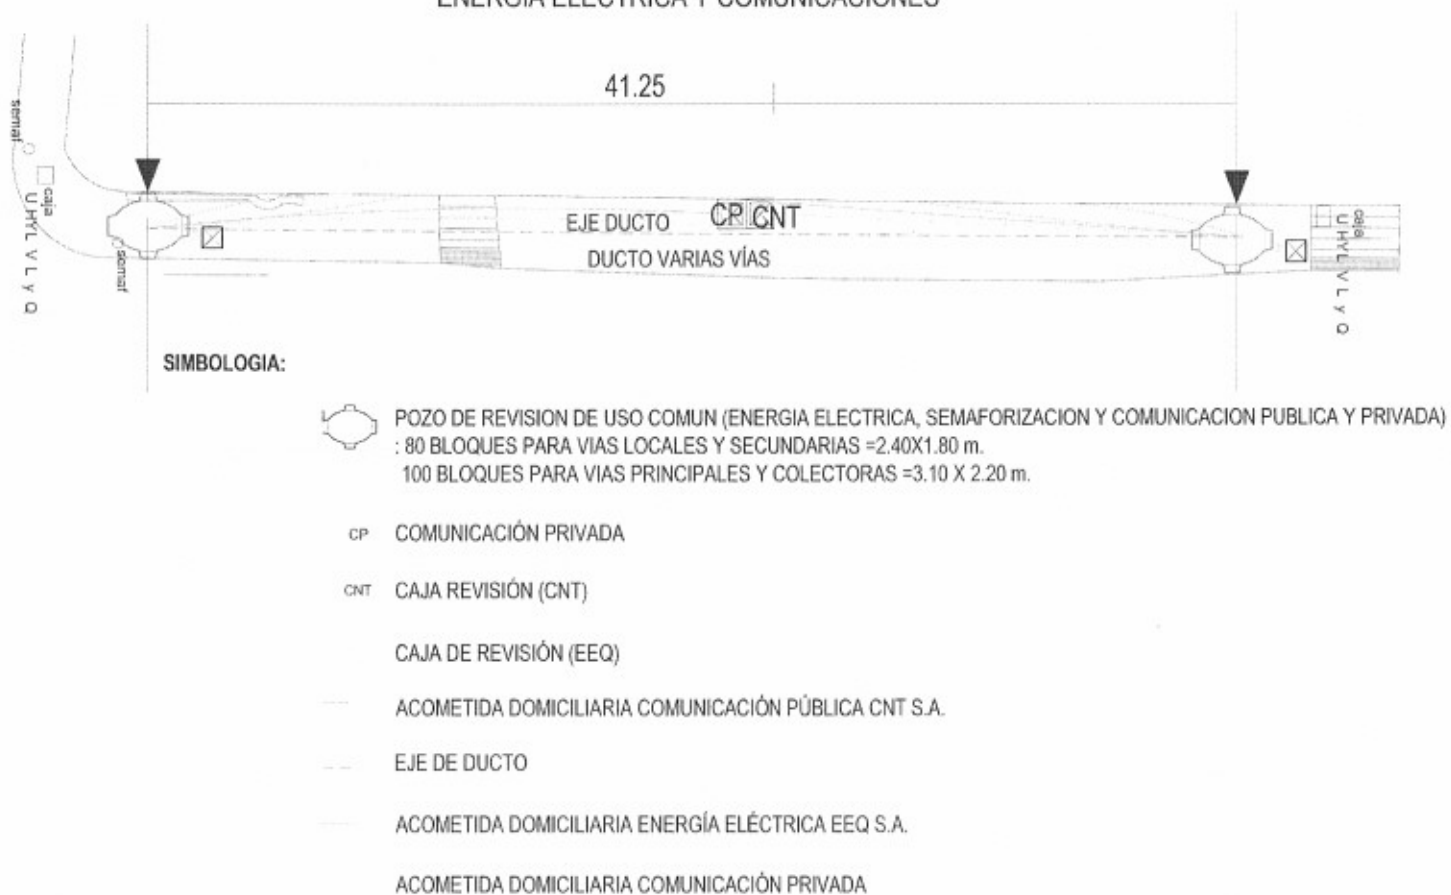 ENERGIA ELECTRICA Y COMUNICACIONES
41.25
semaf
caja
U HYL V L y Q
semaf
EJE DUCTO
CP CNT
DUCTO VARIAS VÍAS
caja
U HYL V L y Q
SIMBOLOGIA:
POZO DE REVISION DE USO COMUN (ENERGIA ELECTRICA, SEMAFORIZACION Y COMUNICACION PUBLICA Y PRIVADA)
: 80 BLOQUES PARA VIAS LOCALES Y SECUNDARIAS =2.40X1.80 m.
100 BLOQUES PARA VIAS PRINCIPALES Y COLECTORAS =3.10 X 2.20 m.
CP COMUNICACIÓN PRIVADA
CNT CAJA REVISIÓN (CNT)
CAJA DE REVISIÓN (EEQ)
ACOMETIDA DOMICILIARIA COMUNICACIÓN PÚBLICA CNT S.A.
EJE DE DUCTO
ACOMETIDA DOMICILIARIA ENERGÍA ELÉCTRICA EEQ S.A.
ACOMETIDA DOMICILIARIA COMUNICACIÓN PRIVADA